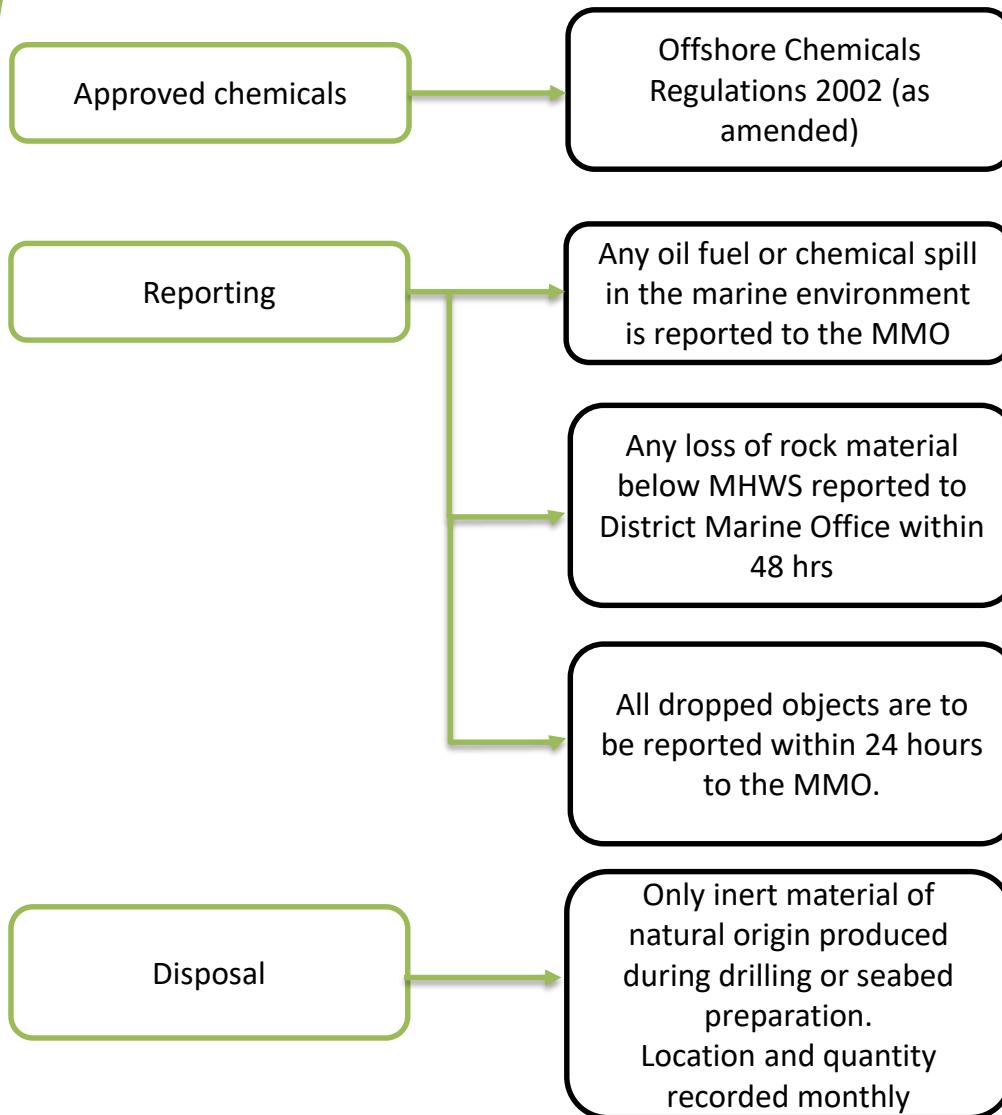 Approved chemicals
Offshore Chemicals
Regulations 2002 (as
amended)
Reporting
Any oil fuel or chemical spill
in the marine environment
is reported to the MMO
Any loss of rock material
below MHWS reported to
District Marine Office within
48 hrs
All dropped objects are to
be reported within 24 hours
to the MMO.
Disposal
Only inert material of
natural origin produced
during drilling or seabed
preparation.
Location and quantity
recorded monthly